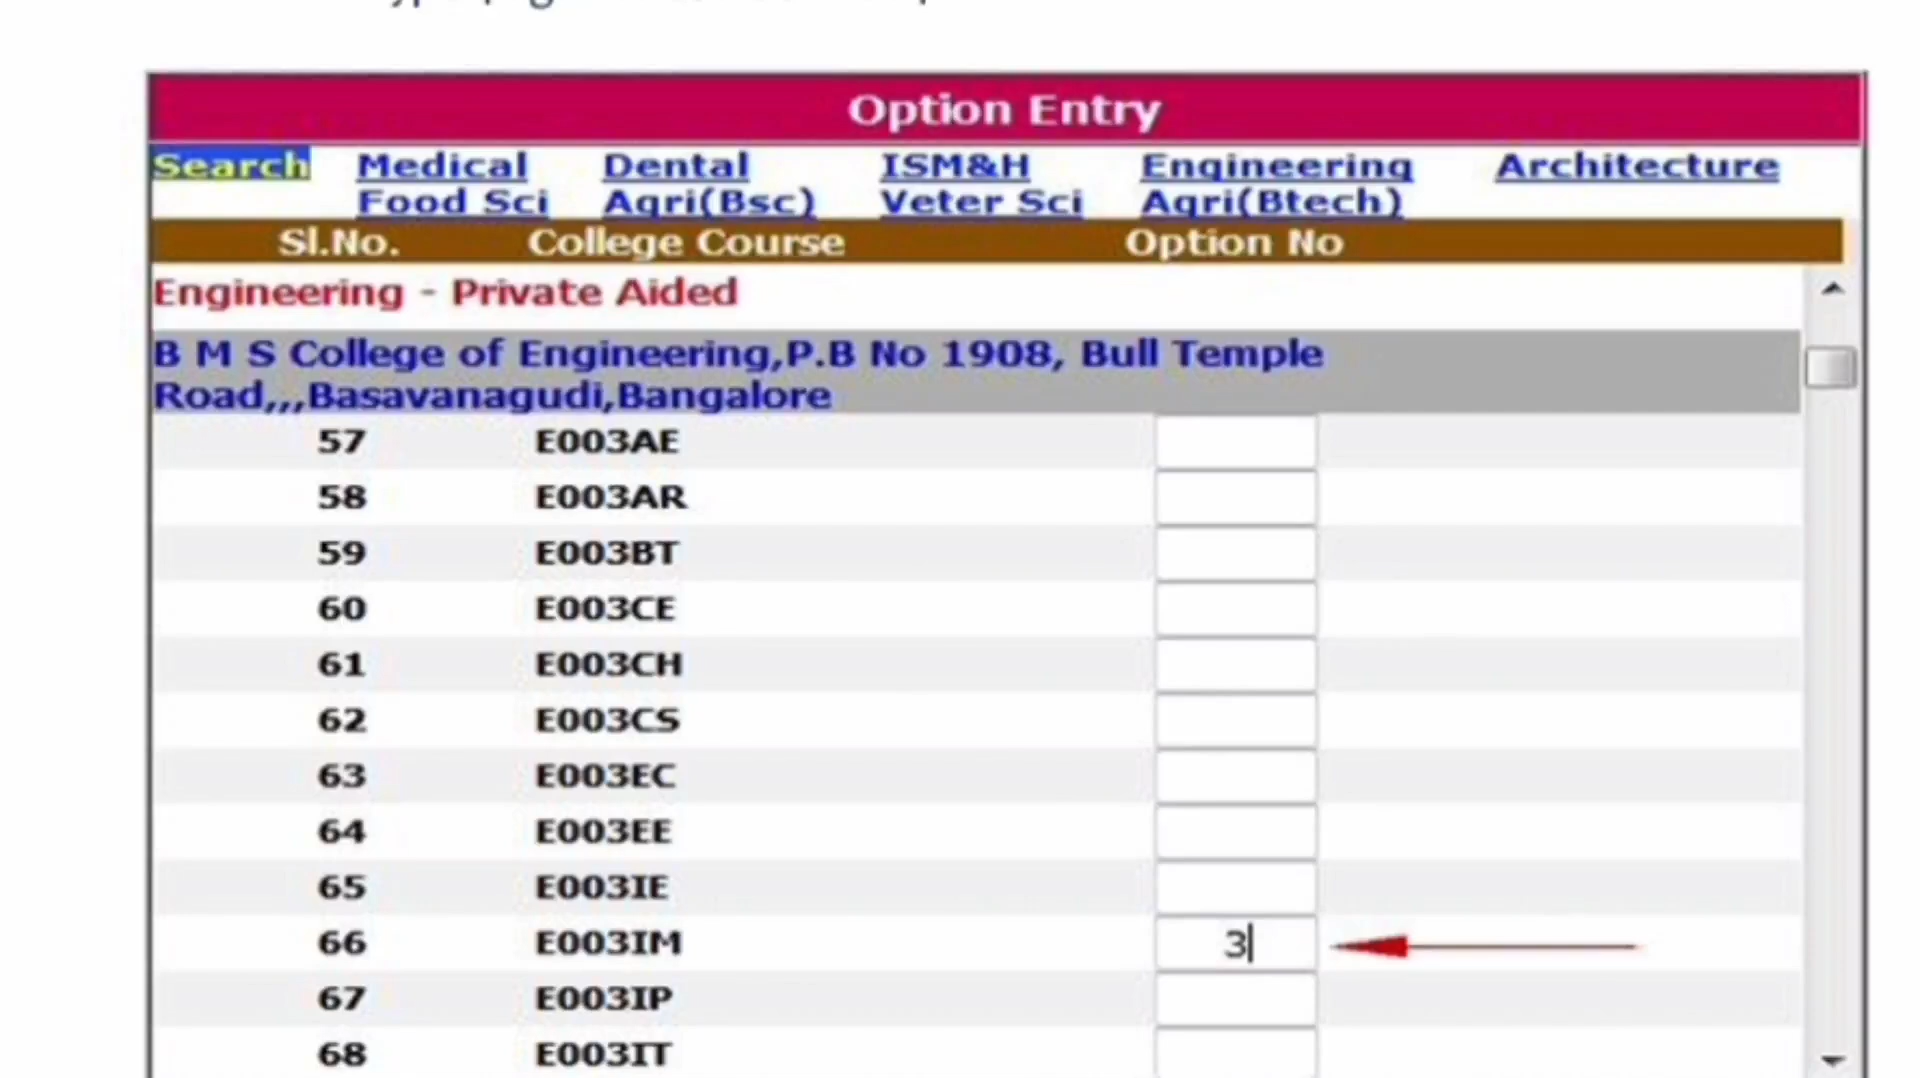 Option Entry
Search Medical Dental ISM&H Engineering Architecture
Food Sci Agri(Bsc) Veter Sci Agri(Btech)
Sl.No. College Course Option No
Engineering - Private Aided
B M S College of Engineering,P.B No 1908, Bull Temple
Road,,,Basavanagudi,Bangalore
57 E003AE
58 E003AR
59 E003BT
60 E003CE
61 E003CH
62 E003CS
63 E003EC
64 E003EE
65 E003IE
66 E003IM 3
67 E003IP
68 E003IT